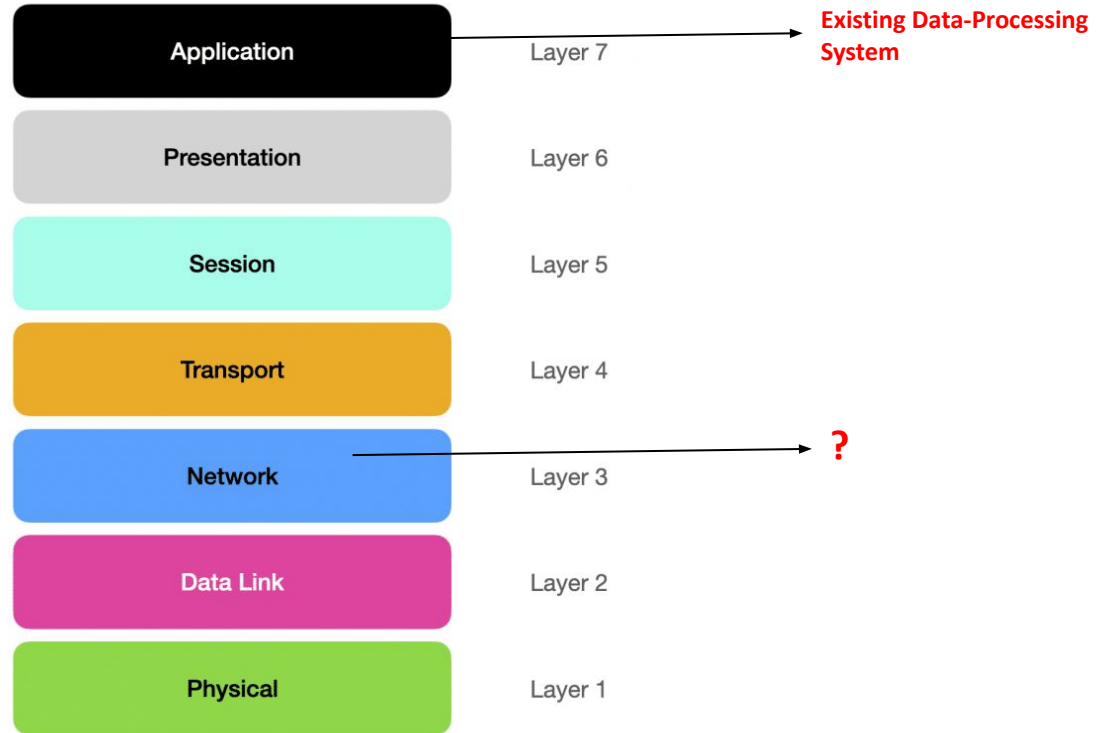 Application
Layer 7
Existing Data-Processing
System
Presentation
Layer 6
Session
Layer 5
Transport
Layer 4
?
Network
Layer 3
Data Link
Layer 2
Physical
Layer 1